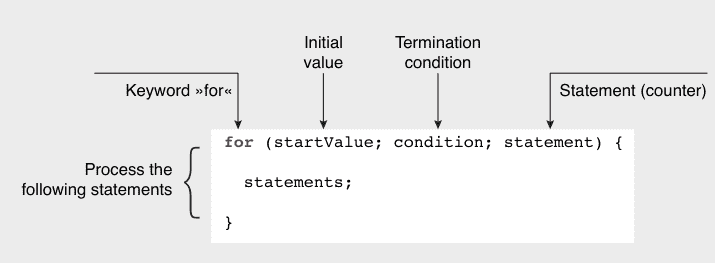 Initial
value
Termination
condition
Keyword »for«
Statement (counter)
for (startValue; condition; statement) {
Process the
following statements
statements;
}